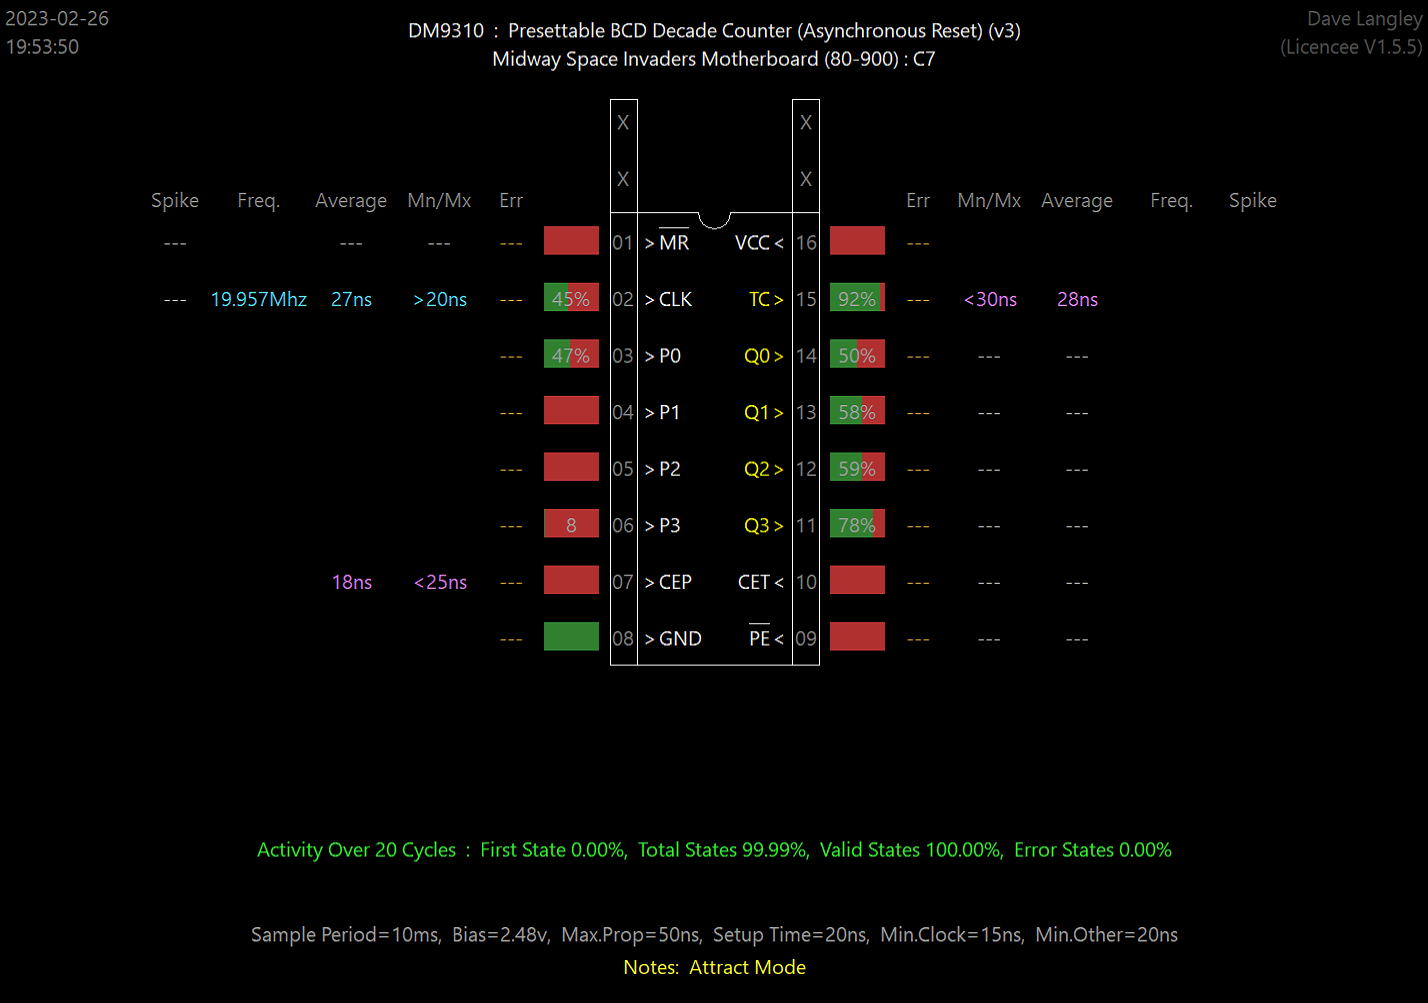 2023-02-26
19:53:50
DM9310 : Presettable BCD Decade Counter (Asynchronous Reset) (v3)
Midway Space Invaders Motherboard (80-900) : C7
Dave Langley
(Licencee V1.5.5)
X X
X X
Spike Freq. Average Mn/Mx Err Err Mn/Mx Average Freq. Spike
--- --- --- --- 01 > MR VCC < 16 ---
--- 19.957Mhz 27ns >20ns --- 45% 02 > CLK TC > 15 92% --- <30ns 28ns
--- 47% 03 > P0 Q0 > 14 50% --- --- ---
--- 04 > P1 Q1 > 13 58% --- --- ---
--- 05 > P2 Q2 > 12 59% --- --- ---
--- 8 06 > P3 Q3 > 11 78% --- --- ---
18ns <25ns --- 07 > CEP CET < 10 --- --- ---
--- 08 > GND PE < 09 --- --- ---
Activity Over 20 Cycles : First State 0.00%, Total States 99.99%, Valid States 100.00%, Error States 0.00%
Sample Period=10ms, Bias=2.48v, Max.Prop=50ns, Setup Time=20ns, Min.Clock=15ns, Min.Other=20ns
Notes: Attract Mode